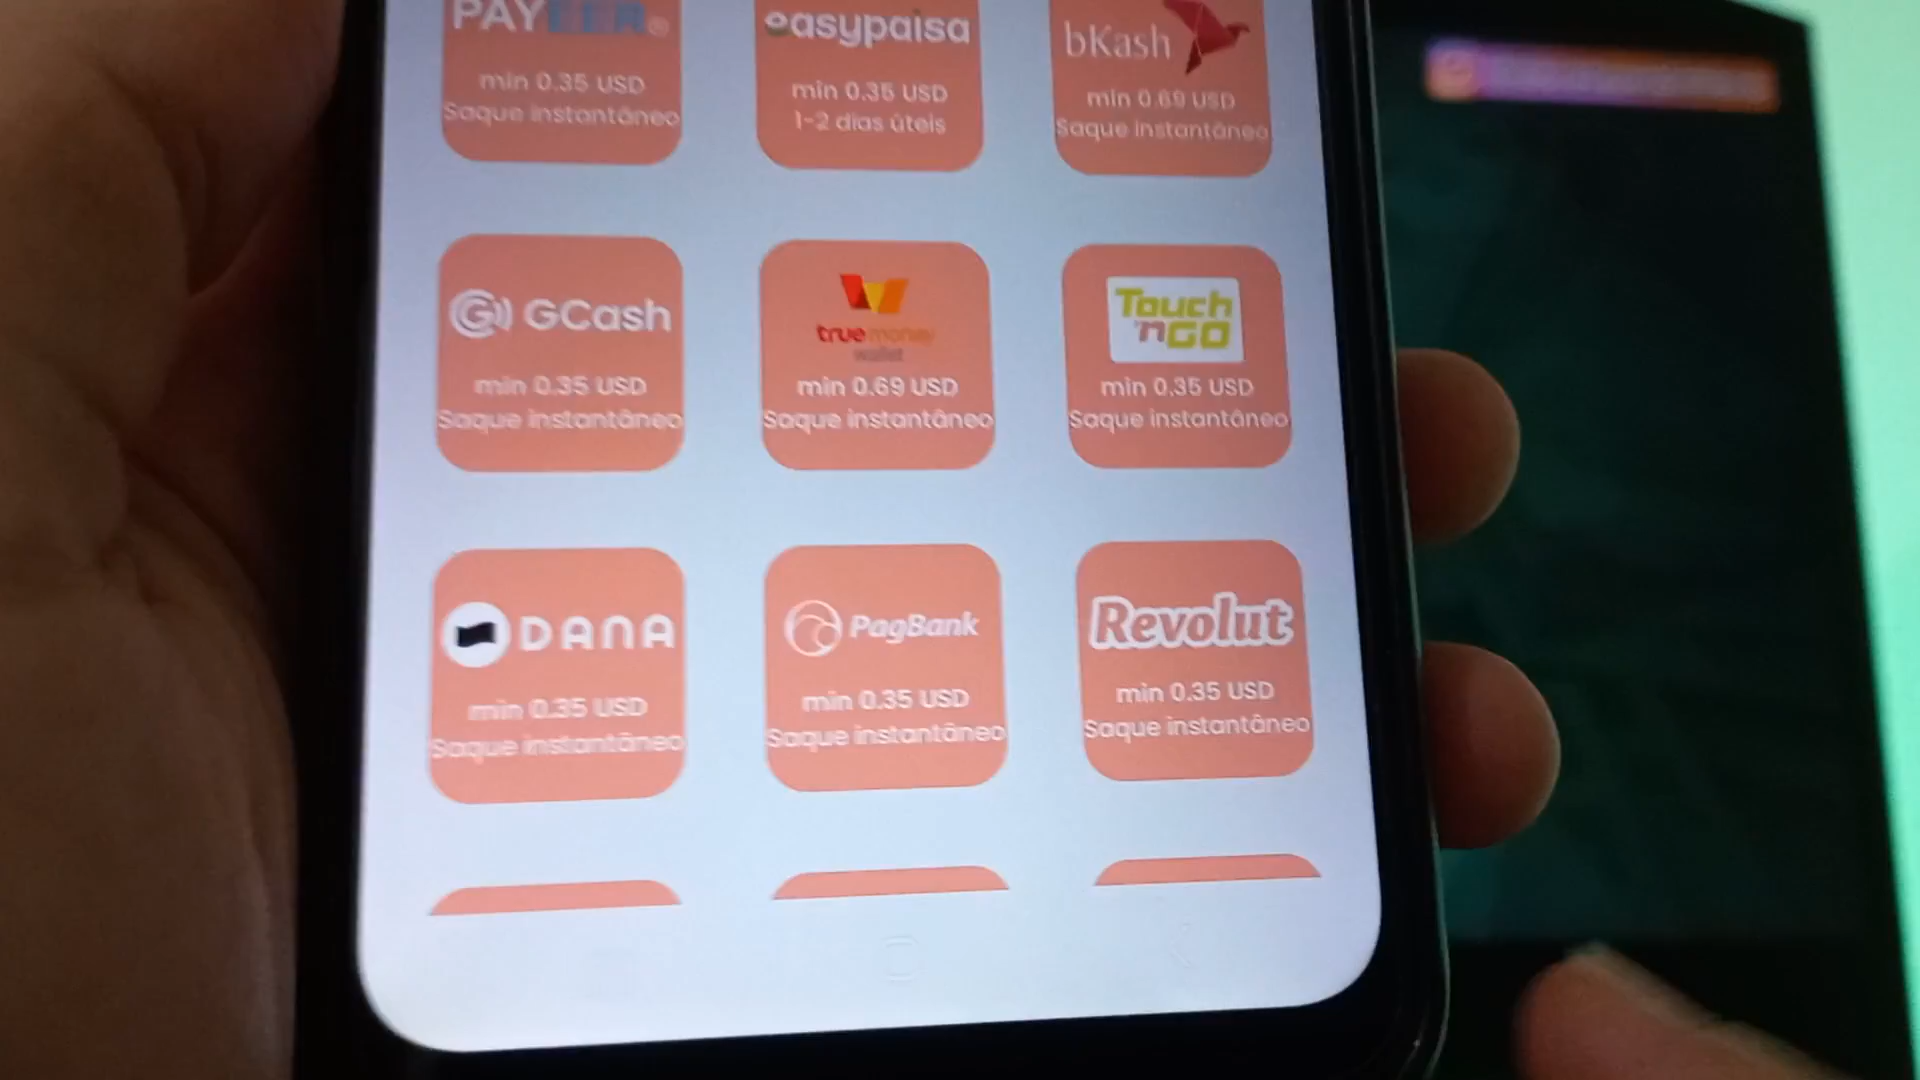 PAYEER
easypaisa
bKash
min 0.35 USD
Saque instantâneo
min 0.35 USD
1-2 dias úteis
min 0.69 USD
Saque instantâneo
GCash
min 0.35 USD
Saque instantâneo
true money
wallet
min 0.69 USD
Saque instantâneo
Touch
'n GO
min 0.35 USD
Saque instantâneo
DANA
min 0.35 USD
Saque instantâneo
PagBank
min 0.35 USD
Saque instantâneo
Revolut
min 0.35 USD
Saque instantâneo